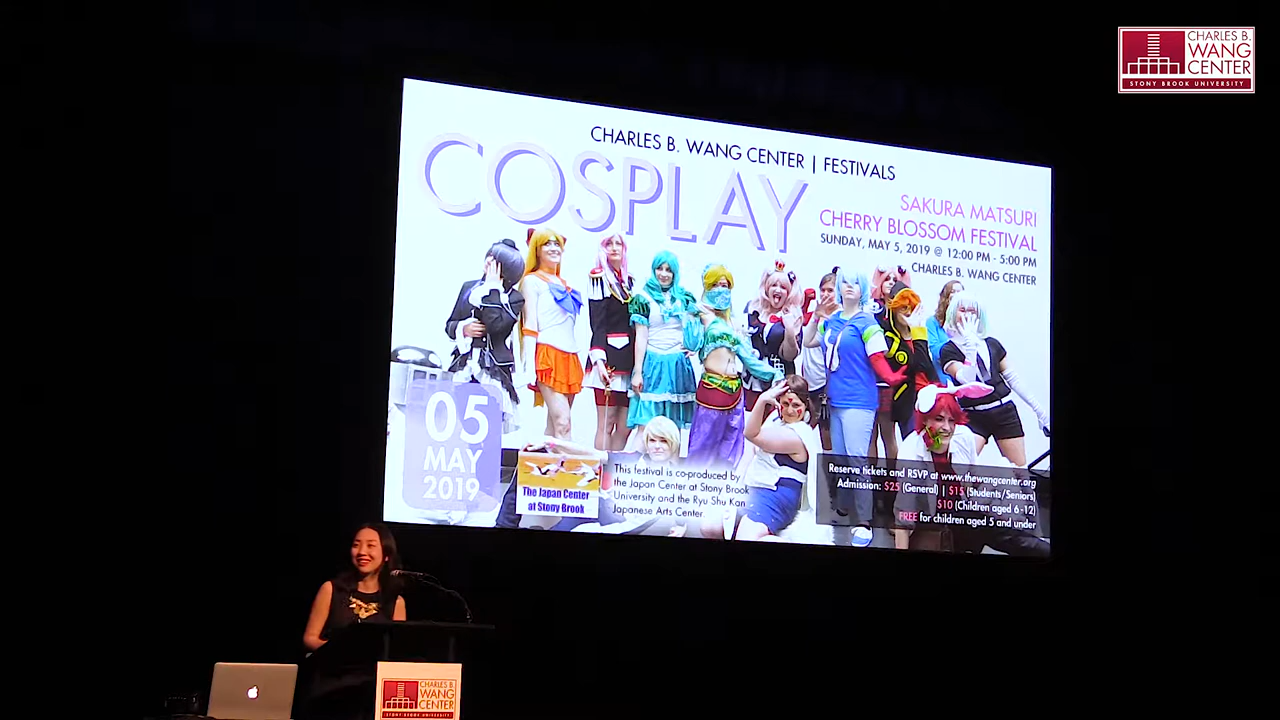 CHARLES B.
WANG
CENTER
STONY BROOK UNIVERSITY
CHARLES B. WANG CENTER | FESTIVALS
COSPLAY
SAKURA MATSURI
CHERRY BLOSSOM FESTIVAL
SUNDAY, MAY 5, 2019 @ 12:00 PM - 5:00 PM
CHARLES B. WANG CENTER
05
MAY
2019
The Japan Center
at Stony Brook
This festival is co-produced by
the Japan Center at Stony Brook
University and the Ryu Shu Kan
Japanese Arts Center.
Reserve tickets and RSVP at www.thewangcenter.org
Admission: $25 (General) | $15 (Students/Seniors)
$10 (Children aged 6-12)
FREE for children aged 5 and under
CHARLES B.
WANG
CENTER
STONY BROOK UNIVERSITY